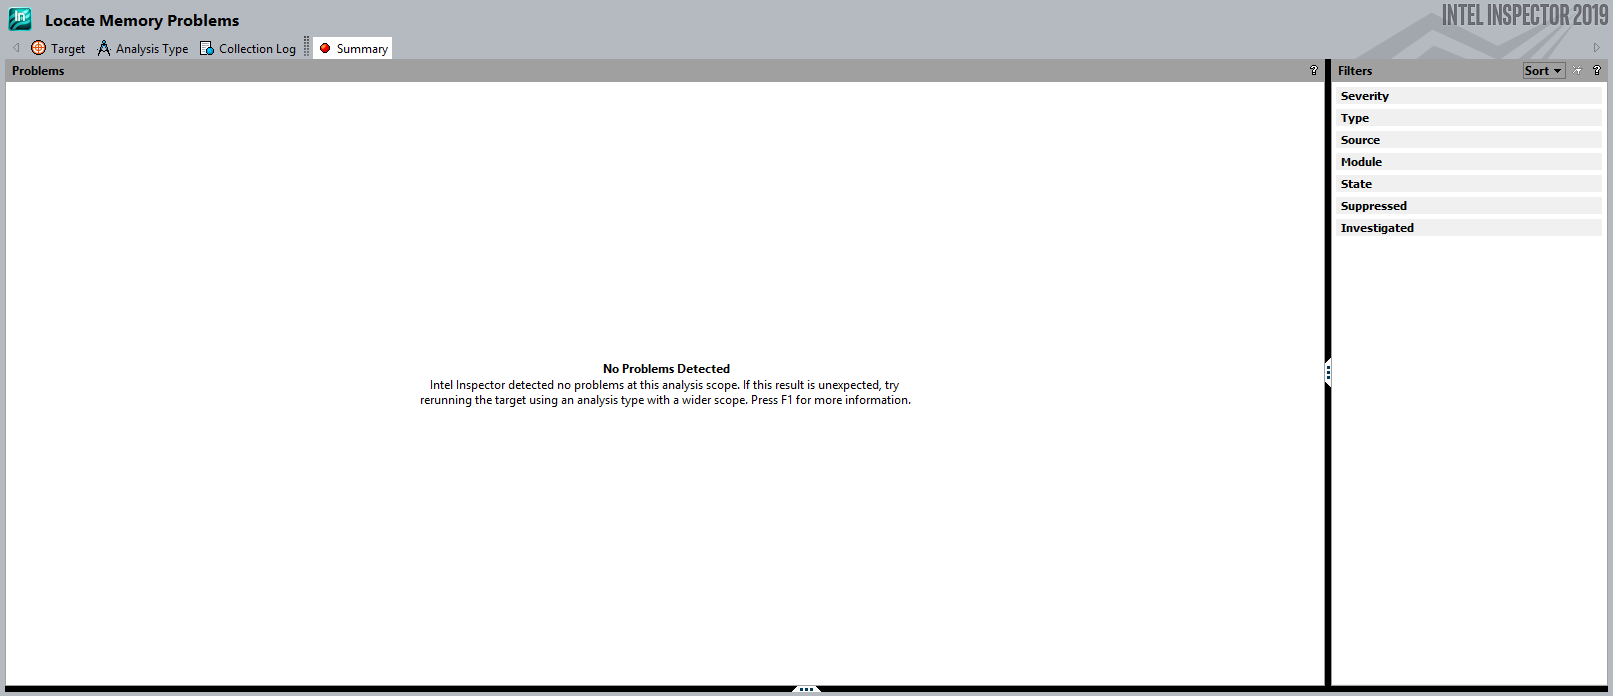 In
Locate Memory Problems
INTEL INSPECTOR 2019
Target Analysis Type Collection Log Summary
Problems ? Filters Sort ?
Severity
Type
Source
Module
State
Suppressed
Investigated
No Problems Detected
Intel Inspector detected no problems at this analysis scope. If this result is unexpected, try
rerunning the target using an analysis type with a wider scope. Press F1 for more information.